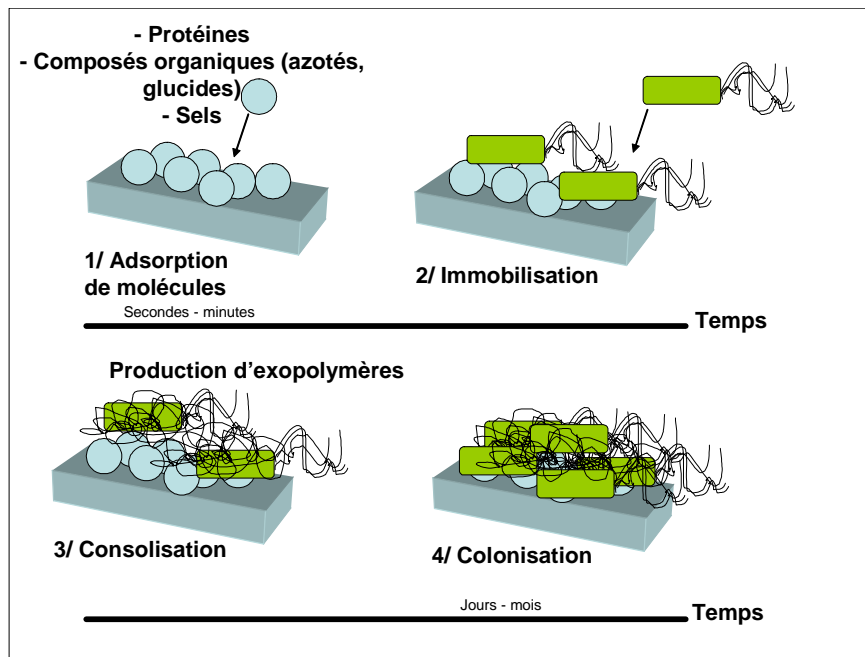 - Protéines
- Composés organiques (azotés,
glucides)
- Sels
1/ Adsorption
de molécules
2/ Immobilisation
Secondes - minutes
Temps
Production d'exopolymères
3/ Consolisation
4/ Colonisation
Jours - mois
Temps